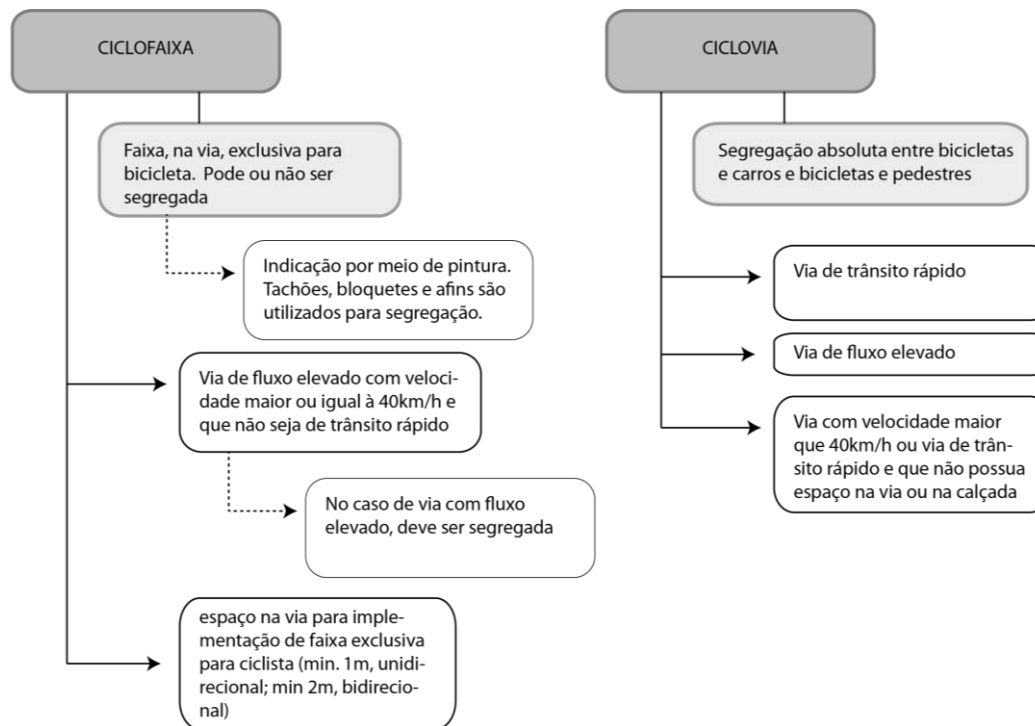 CICLOFAIXA
Faixa, na via, exclusiva para
bicicleta. Pode ou não ser
segregada
Indicação por meio de pintura.
Tachões, bloquetes e afins são
utilizados para segregação.
Via de fluxo elevado com veloci-
dade maior ou igual à 40km/h e
que não seja de trânsito rápido
No caso de via com fluxo
elevado, deve ser segregada
espaço na via para imple-
mentação de faixa exclusiva
para ciclista (min. 1m, unidi-
recional; min 2m, bidirecio-
nal)
CICLOVIA
Segregação absoluta entre bicicletas
e carros e bicicletas e pedestres
Via de trânsito rápido
Via de fluxo elevado
Via com velocidade maior
que 40km/h ou via de trân-
sito rápido e que não possua
espaço na via ou na calçada